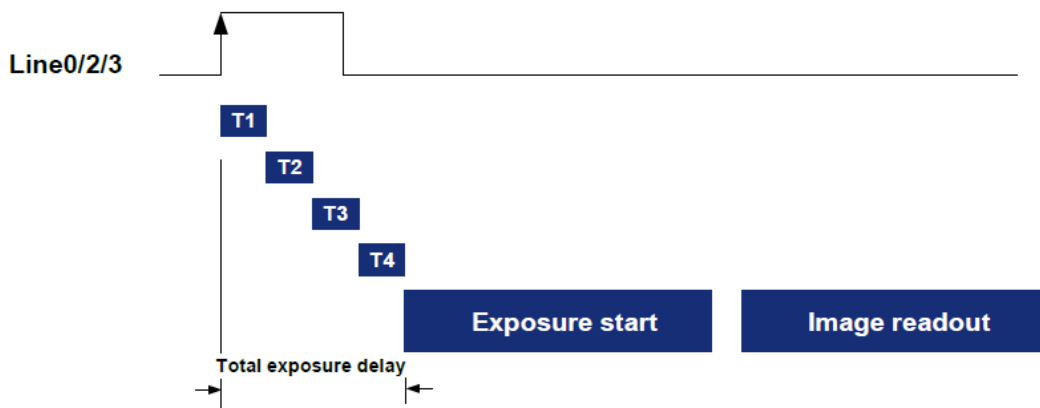 Line0/2/3
T1
T2
T3
T4
Exposure start
Image readout
Total exposure delay